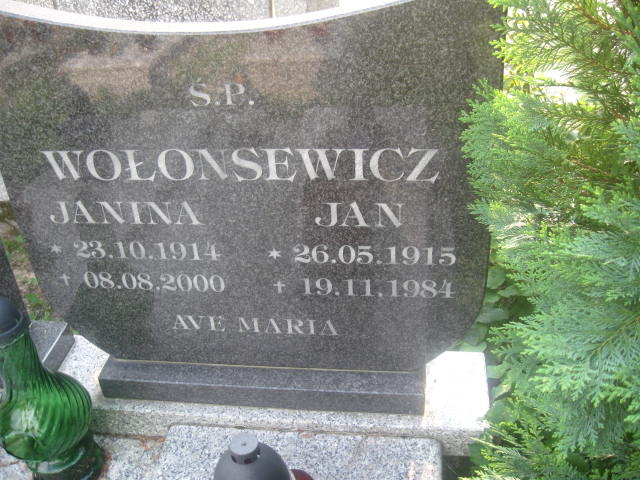 Ś.P.
WOŁONSEWICZ
JANINA JAN
* 23.10.1914 * 26.05.1915
+ 08.08.2000 + 19.11.1984
AVE MARIA